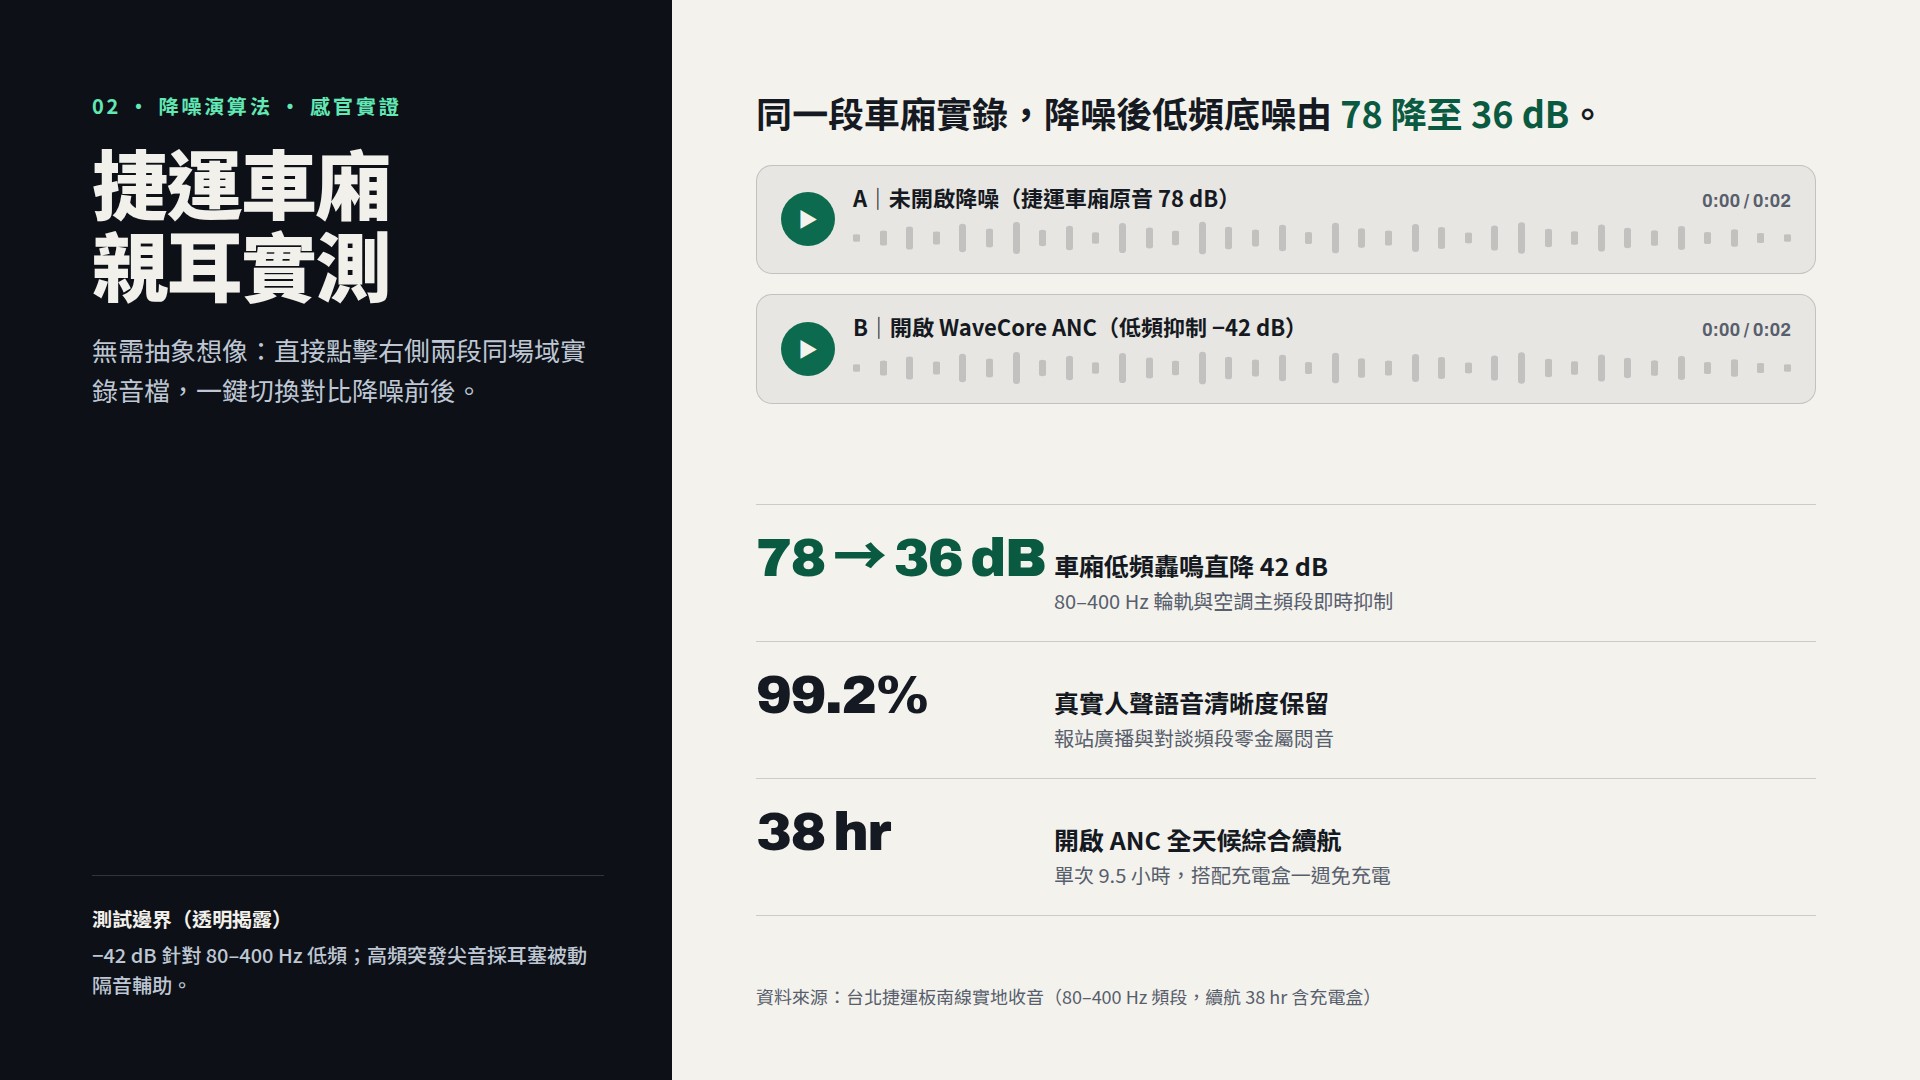 02 • 降噪演算法 • 感官實證
捷運車廂
親耳實測
無需抽象想像：直接點擊右側兩段同場域實
錄音檔，一鍵切換對比降噪前後。
測試邊界（透明揭露）
−42 dB 針對 80–400 Hz 低頻；高頻突發尖音採耳塞被動
隔音輔助。
同一段車廂實錄，降噪後低頻底噪由 78 降至 36 dB。
A｜未開啟降噪（捷運車廂原音 78 dB）
0:00 / 0:02
B｜開啟 WaveCore ANC（低頻抑制 −42 dB）
0:00 / 0:02
78 → 36 dB 車廂低頻轟鳴直降 42 dB
80–400 Hz 輪軌與空調主頻段即時抑制
99.2% 真實人聲語音清晰度保留
報站廣播與對談頻段零金屬悶音
38 hr 開啟 ANC 全天候綜合續航
單次 9.5 小時，搭配充電盒一週免充電
資料來源：台北捷運板南線實地收音（80–400 Hz 頻段，續航 38 hr 含充電盒）